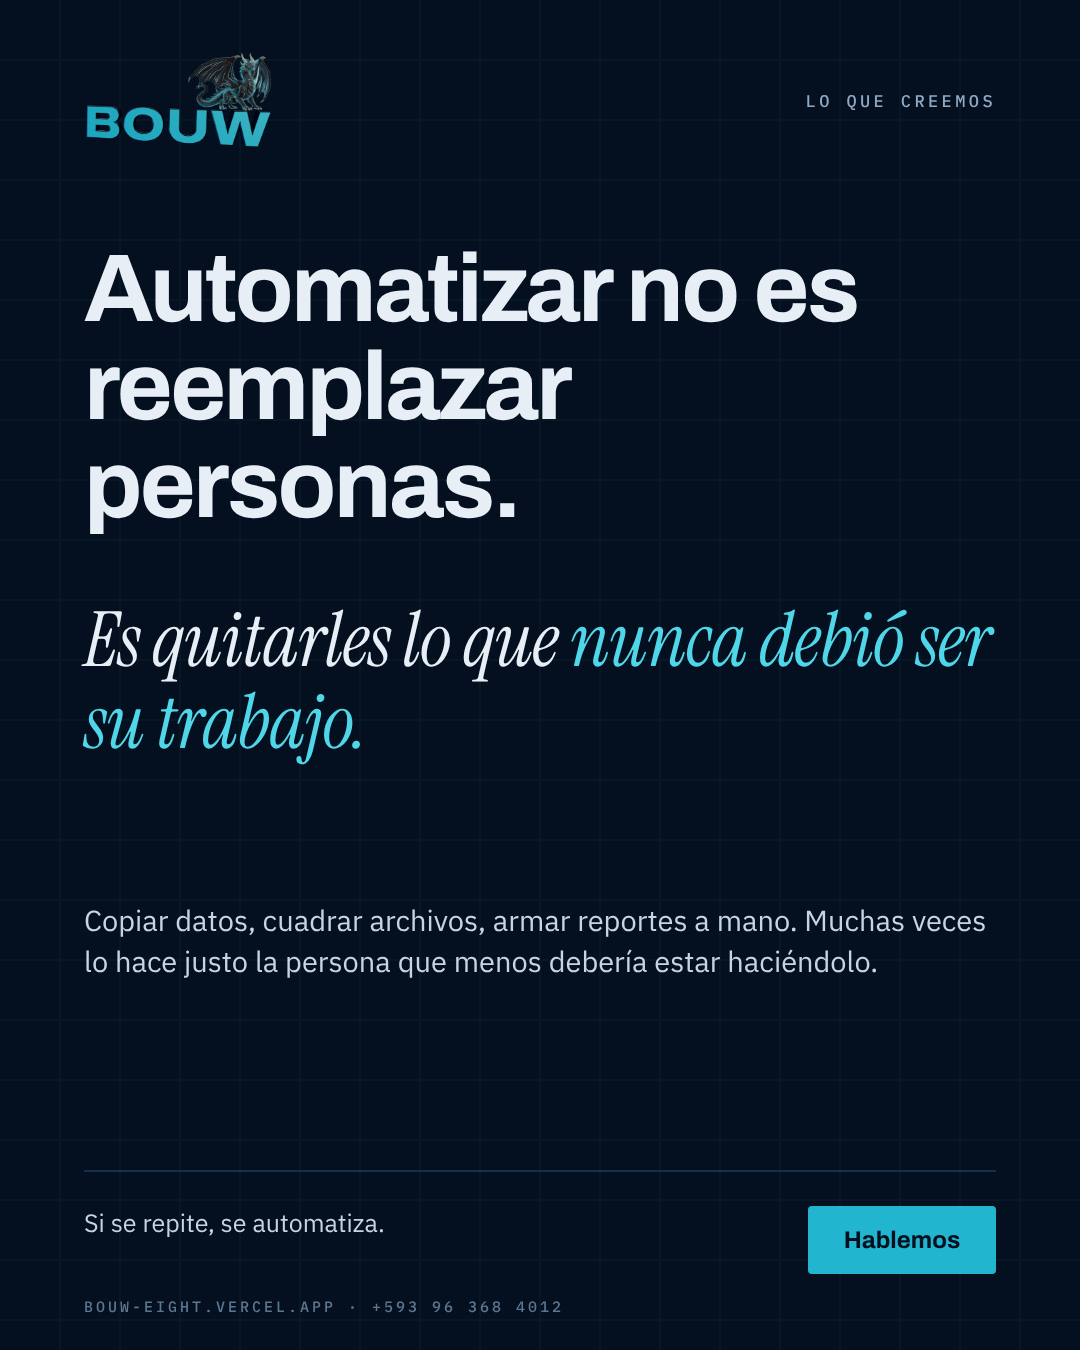 BOUW
LO QUE CREEMOS
Automatizar no es
reemplazar
personas.
Es quitarles lo que nunca debió ser
su trabajo.
Copiar datos, cuadrar archivos, armar reportes a mano. Muchas veces
lo hace justo la persona que menos debería estar haciéndolo.
Si se repite, se automatiza.
Hablemos
BOUW-EIGHT.VERCEL.APP · +593 96 368 4012